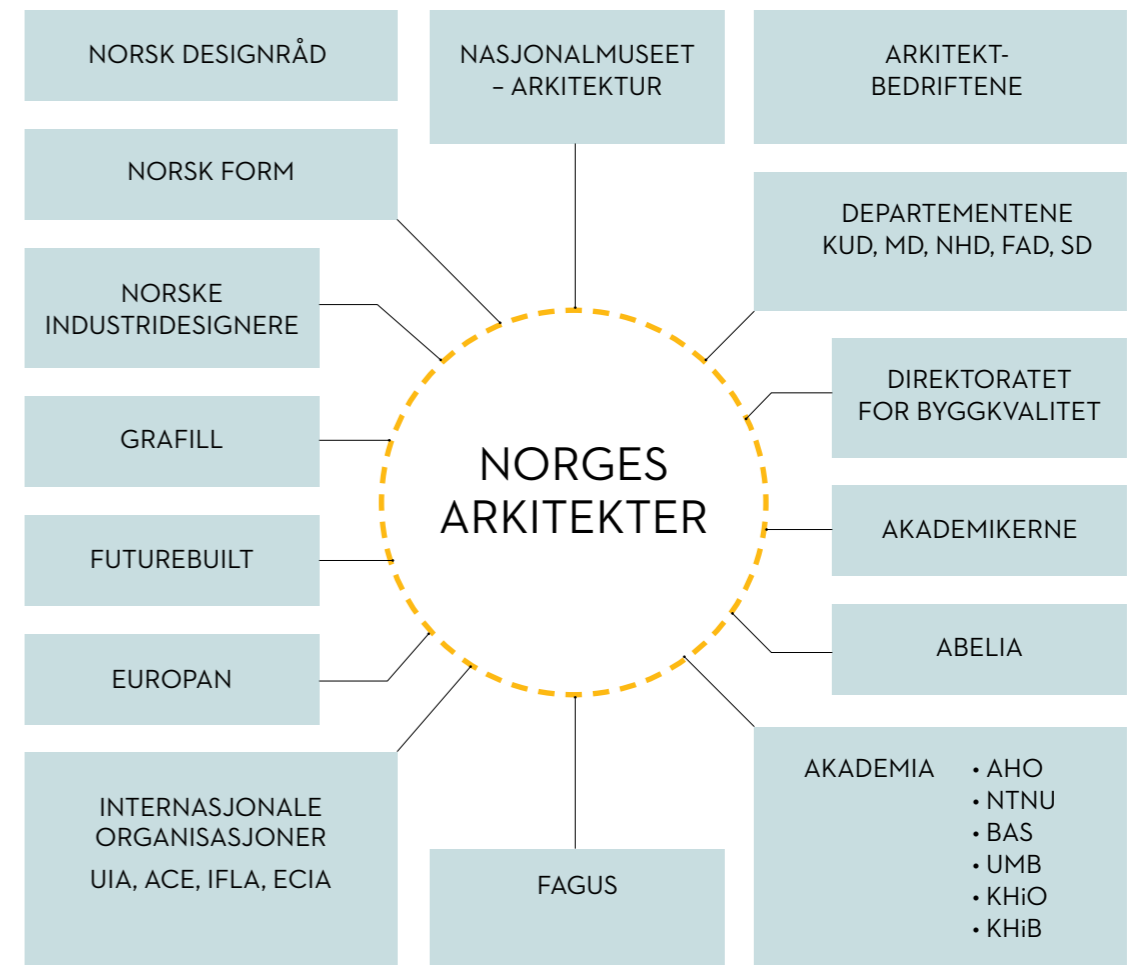 NORSK DESIGNRÅD
NASJONALMUSEET
– ARKITEKTUR
ARKITEKT-
BEDRIFTENE
NORSK FORM
DEPARTEMENTENE
KUD, MD, NHD, FAD, SD
NORSKE
INDUSTRIDESIGNERE
DIREKTORATET
FOR BYGGKVALITET
GRAFILL
NORGES
ARKITEKTER
AKADEMIKERNE
FUTUREBUILT
ABELIA
EUROPAN
INTERNASJONALE
ORGANISASJONER
UIA, ACE, IFLA, ECIA
FAGUS
AKADEMIA • AHO
• NTNU
• BAS
• UMB
• KHiO
• KHiB